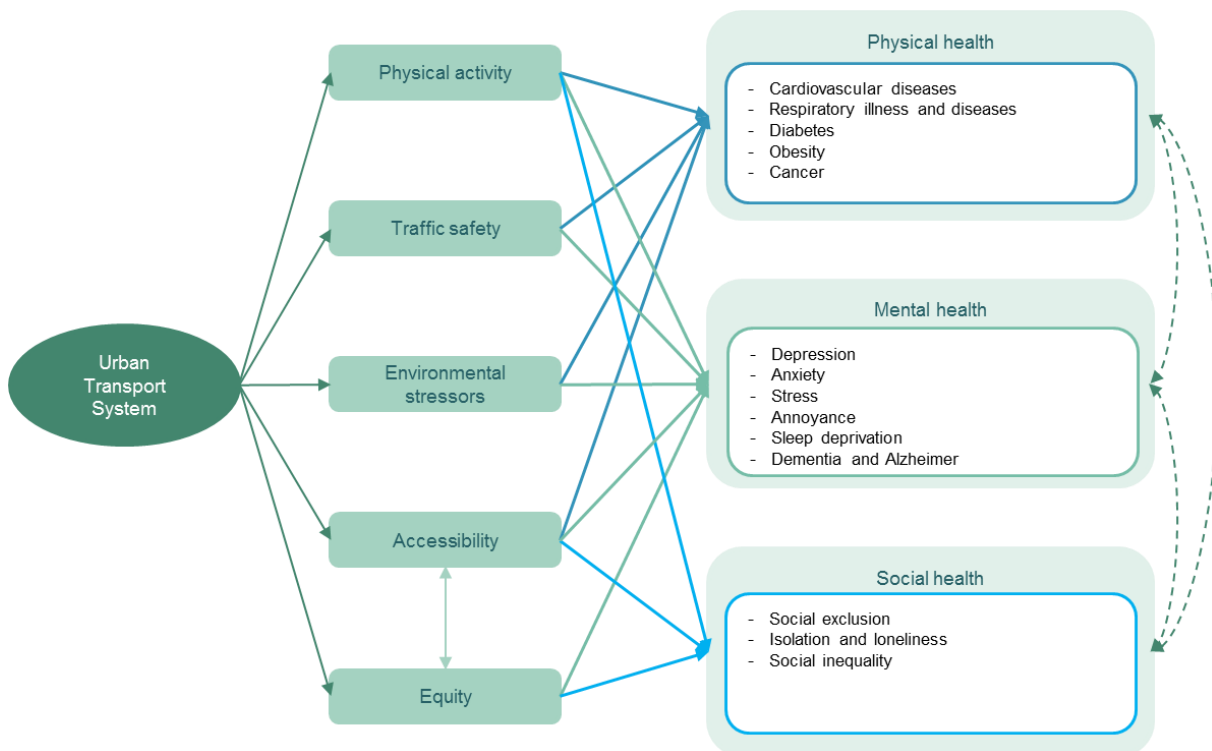 Urban
Transport
System
Physical activity
Traffic safety
Environmental
stressors
Accessibility
Equity
Physical health
- Cardiovascular diseases
- Respiratory illness and diseases
- Diabetes
- Obesity
- Cancer
Mental health
- Depression
- Anxiety
- Stress
- Annoyance
- Sleep deprivation
- Dementia and Alzheimer
Social health
- Social exclusion
- Isolation and loneliness
- Social inequality